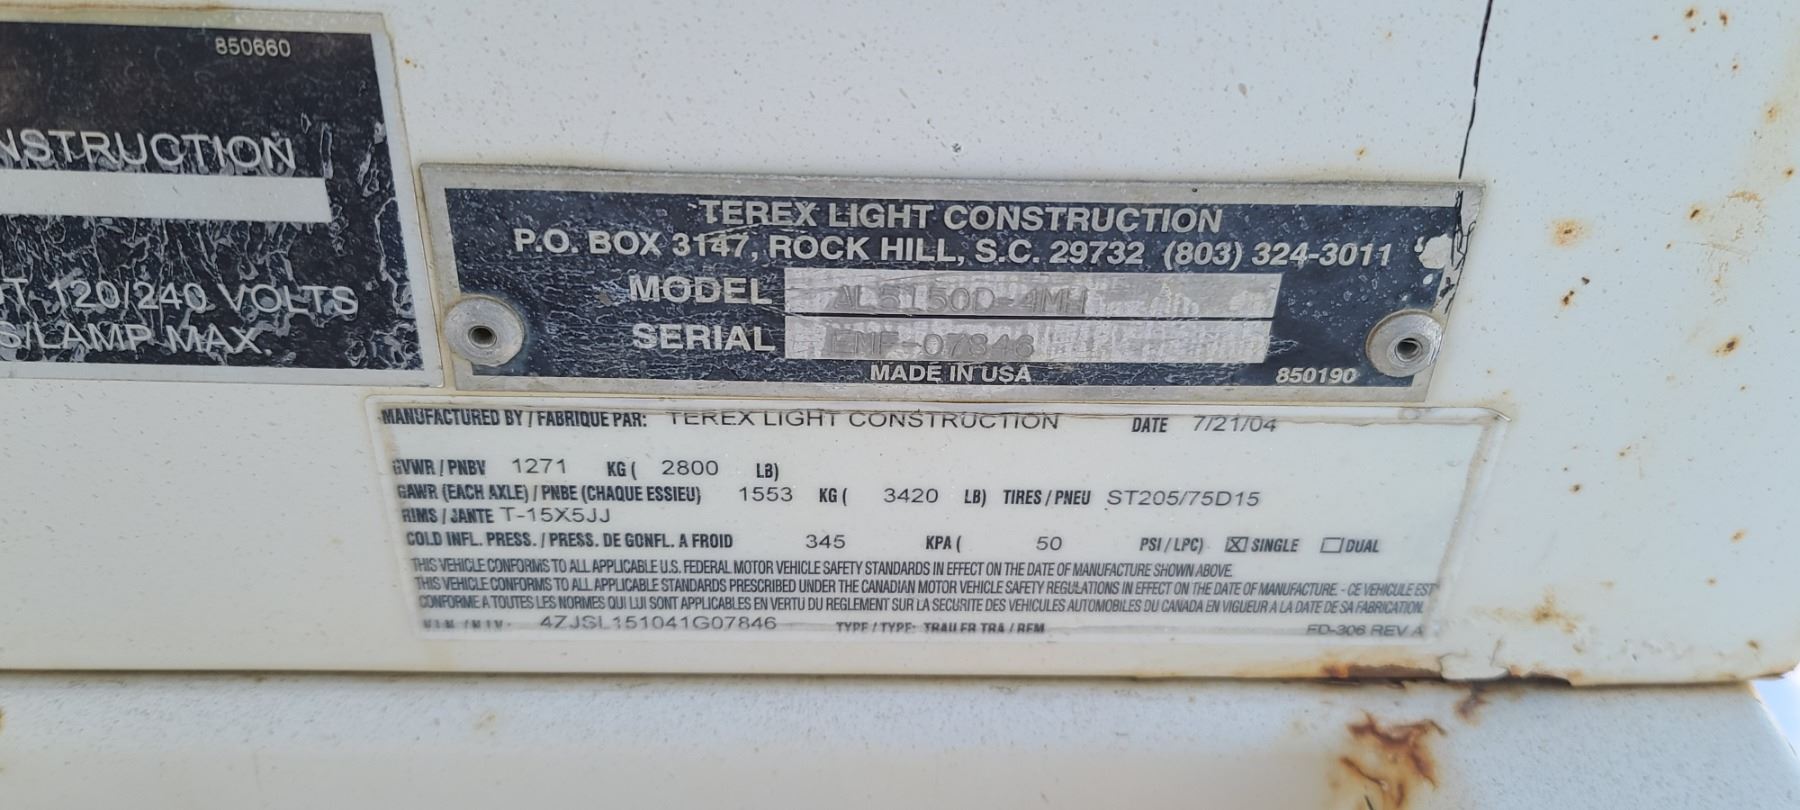 850660
NSTRUCTION
T 120/240 VOLTS
S/LAMP MAX.
TEREX LIGHT CONSTRUCTION
P.O. BOX 3147, ROCK HILL, S.C. 29732 (803) 324-3011
MODEL AL5150D-4MH
SERIAL EMF-07846
MADE IN USA 850190
MANUFACTURED BY / FABRIQUE PAR: TEREX LIGHT CONSTRUCTION DATE 7/21/04
GVWR / PNBV 1271 KG ( 2800 LB)
GAWR (EACH AXLE) / PNBE (CHAQUE ESSIEU) 1553 KG ( 3420 LB) TIRES / PNEU ST205/75D15
RIMS / JANTE T-15X5JJ
COLD INFL. PRESS. / PRESS. DE GONFL. A FROID 345 KPA ( 50 PSI / LPC) ☒ SINGLE ☐ DUAL
THIS VEHICLE CONFORMS TO ALL APPLICABLE U.S. FEDERAL MOTOR VEHICLE SAFETY STANDARDS IN EFFECT ON THE DATE OF MANUFACTURE SHOWN ABOVE.
THIS VEHICLE CONFORMS TO ALL APPLICABLE STANDARDS PRESCRIBED UNDER THE CANADIAN MOTOR VEHICLE SAFETY REGULATIONS IN EFFECT ON THE DATE OF MANUFACTURE. - CE VEHICULE EST
CONFORME A TOUTES LES NORMES QUI LUI SONT APPLICABLES EN VERTU DU REGLEMENT SUR LA SECURITE DES VEHICULES AUTOMOBILES DU CANADA EN VIGUEUR A LA DATE DE SA FABRICATION.
V.I.N. / N.I.V.: 4ZJSL151041G07846 TYPE / TYPE: TRAILER TRA / REM FD-306 REV A